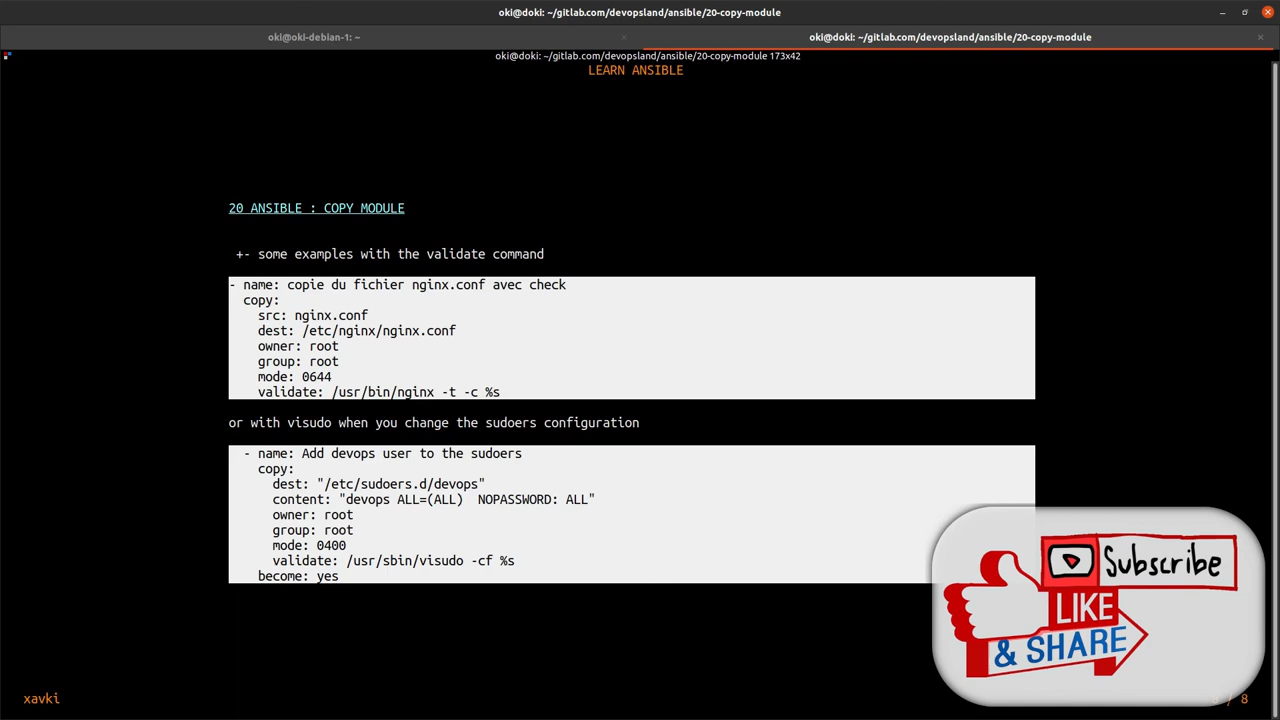 oki@doki: ~/gitlab.com/devopsland/ansible/20-copy-module
oki@oki-debian-1: ~
oki@doki: ~/gitlab.com/devopsland/ansible/20-copy-module
oki@doki: ~/gitlab.com/devopsland/ansible/20-copy-module 173x42
LEARN ANSIBLE
20 ANSIBLE : COPY MODULE
+- some examples with the validate command
- name: copie du fichier nginx.conf avec check
copy:
src: nginx.conf
dest: /etc/nginx/nginx.conf
owner: root
group: root
mode: 0644
validate: /usr/bin/nginx -t -c %s
or with visudo when you change the sudoers configuration
- name: Add devops user to the sudoers
copy:
dest: "/etc/sudoers.d/devops"
content: "devops ALL=(ALL)  NOPASSWORD: ALL"
owner: root
group: root
mode: 0400
validate: /usr/sbin/visudo -cf %s
become: yes
Subscribe
LIKE
& SHARE
xavki
/ 8